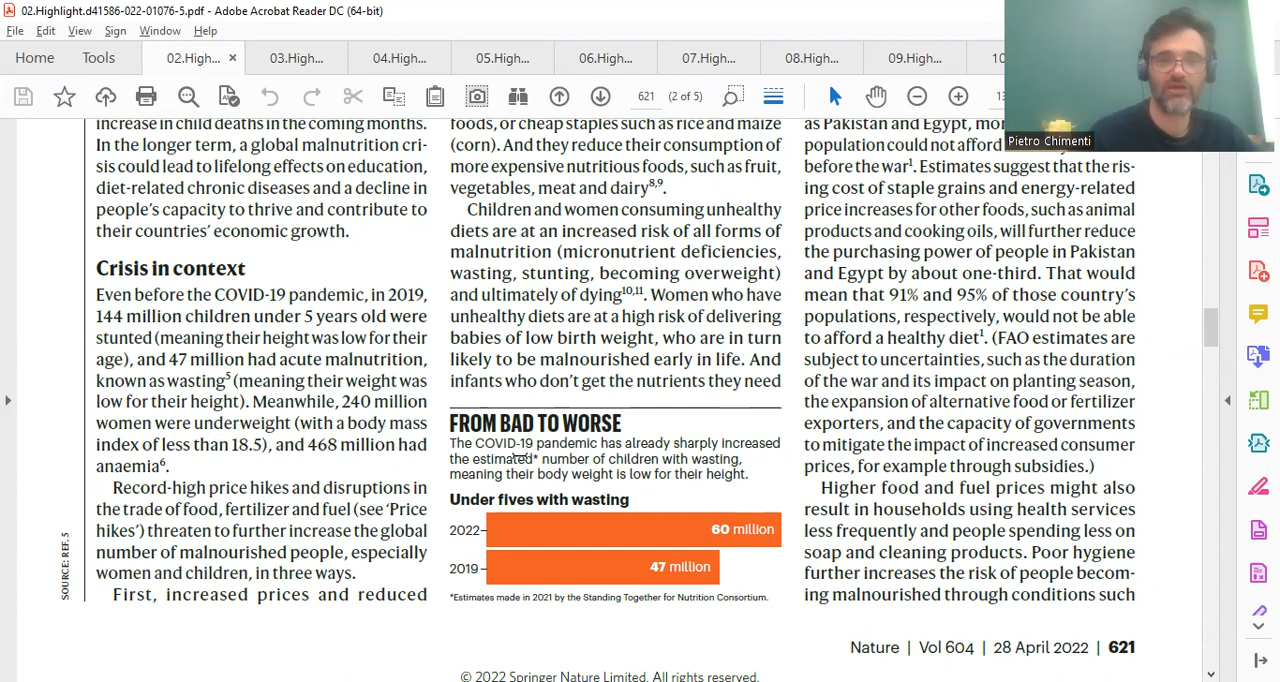 02.Highlight.d41586-022-01076-5.pdf - Adobe Acrobat Reader DC (64-bit)
File Edit View Sign Window Help
Home Tools 02.High... × 03.High... 04.High... 05.High... 06.High... 07.High... 08.High... 09.High... 10
621 (2 of 5)
Pietro Chimenti
increase in child deaths in the coming months.
In the longer term, a global malnutrition cri-
sis could lead to lifelong effects on education,
diet-related chronic diseases and a decline in
people's capacity to thrive and contribute to
their countries' economic growth.
Crisis in context
Even before the COVID-19 pandemic, in 2019,
144 million children under 5 years old were
stunted (meaning their height was low for their
age), and 47 million had acute malnutrition,
known as wasting5 (meaning their weight was
low for their height). Meanwhile, 240 million
women were underweight (with a body mass
index of less than 18.5), and 468 million had
anaemia6.
Record-high price hikes and disruptions in
the trade of food, fertilizer and fuel (see 'Price
hikes') threaten to further increase the global
number of malnourished people, especially
women and children, in three ways.
First, increased prices and reduced
SOURCE: REF. 5
foods, or cheap staples such as rice and maize
(corn). And they reduce their consumption of
more expensive nutritious foods, such as fruit,
vegetables, meat and dairy8,9.
Children and women consuming unhealthy
diets are at an increased risk of all forms of
malnutrition (micronutrient deficiencies,
wasting, stunting, becoming overweight)
and ultimately of dying10,11. Women who have
unhealthy diets are at a high risk of delivering
babies of low birth weight, who are in turn
likely to be malnourished early in life. And
infants who don't get the nutrients they need
FROM BAD TO WORSE
The COVID-19 pandemic has already sharply increased
the estimated* number of children with wasting,
meaning their body weight is low for their height.
Under fives with wasting
2022 60 million
2019 47 million
*Estimates made in 2021 by the Standing Together for Nutrition Consortium.
as Pakistan and Egypt, mor
population could not afford
before the war1. Estimates suggest that the ris-
ing cost of staple grains and energy-related
price increases for other foods, such as animal
products and cooking oils, will further reduce
the purchasing power of people in Pakistan
and Egypt by about one-third. That would
mean that 91% and 95% of those country's
populations, respectively, would not be able
to afford a healthy diet1. (FAO estimates are
subject to uncertainties, such as the duration
of the war and its impact on planting season,
the expansion of alternative food or fertilizer
exporters, and the capacity of governments
to mitigate the impact of increased consumer
prices, for example through subsidies.)
Higher food and fuel prices might also
result in households using health services
less frequently and people spending less on
soap and cleaning products. Poor hygiene
further increases the risk of people becom-
ing malnourished through conditions such
Nature | Vol 604 | 28 April 2022 | 621
© 2022 Springer Nature Limited. All rights reserved.